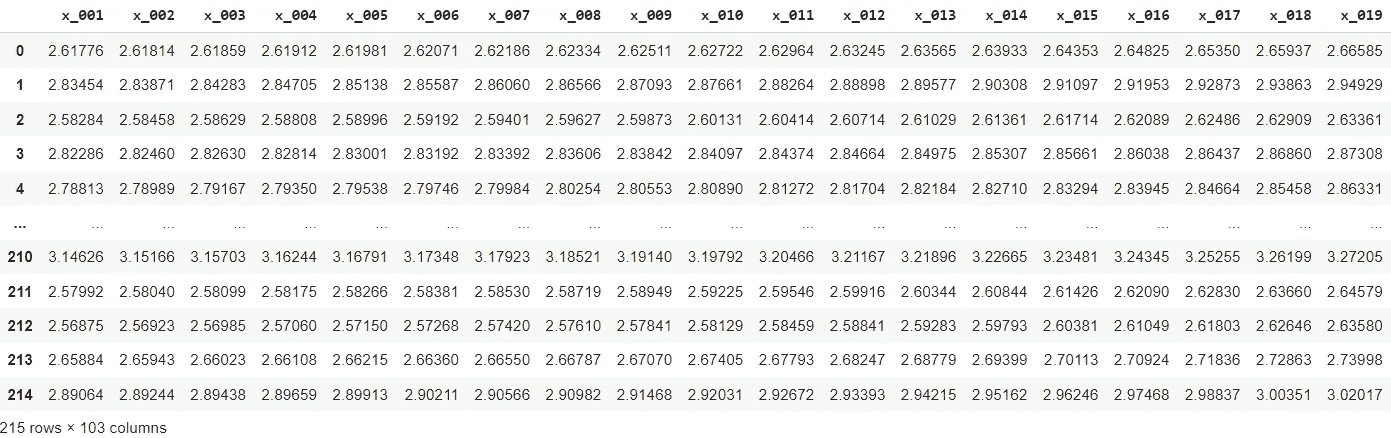 x_001 x_002 x_003 x_004 x_005 x_006 x_007 x_008 x_009 x_010 x_011 x_012 x_013 x_014 x_015 x_016 x_017 x_018 x_019
0 2.61776 2.61814 2.61859 2.61912 2.61981 2.62071 2.62186 2.62334 2.62511 2.62722 2.62964 2.63245 2.63565 2.63933 2.64353 2.64825 2.65350 2.65937 2.66585
1 2.83454 2.83871 2.84283 2.84705 2.85138 2.85587 2.86060 2.86566 2.87093 2.87661 2.88264 2.88898 2.89577 2.90308 2.91097 2.91953 2.92873 2.93863 2.94929
2 2.58284 2.58458 2.58629 2.58808 2.58996 2.59192 2.59401 2.59627 2.59873 2.60131 2.60414 2.60714 2.61029 2.61361 2.61714 2.62089 2.62486 2.62909 2.63361
3 2.82286 2.82460 2.82630 2.82814 2.83001 2.83192 2.83392 2.83606 2.83842 2.84097 2.84374 2.84664 2.84975 2.85307 2.85661 2.86038 2.86437 2.86860 2.87308
4 2.78813 2.78989 2.79167 2.79350 2.79538 2.79746 2.79984 2.80254 2.80553 2.80890 2.81272 2.81704 2.82184 2.82710 2.83294 2.83945 2.84664 2.85458 2.86331
... ... ... ... ... ... ... ... ... ... ... ... ... ... ... ... ... ... ... ...
210 3.14626 3.15166 3.15703 3.16244 3.16791 3.17348 3.17923 3.18521 3.19140 3.19792 3.20466 3.21167 3.21896 3.22665 3.23481 3.24345 3.25255 3.26199 3.27205
211 2.57992 2.58040 2.58099 2.58175 2.58266 2.58381 2.58530 2.58719 2.58949 2.59225 2.59546 2.59916 2.60344 2.60844 2.61426 2.62090 2.62830 2.63660 2.64579
212 2.56875 2.56923 2.56985 2.57060 2.57150 2.57268 2.57420 2.57610 2.57841 2.58129 2.58459 2.58841 2.59283 2.59793 2.60381 2.61049 2.61803 2.62646 2.63580
213 2.65884 2.65943 2.66023 2.66108 2.66215 2.66360 2.66550 2.66787 2.67070 2.67405 2.67793 2.68247 2.68779 2.69399 2.70113 2.70924 2.71836 2.72863 2.73998
214 2.89064 2.89244 2.89438 2.89659 2.89913 2.90211 2.90566 2.90982 2.91468 2.92031 2.92672 2.93393 2.94215 2.95162 2.96246 2.97468 2.98837 3.00351 3.02017
215 rows × 103 columns